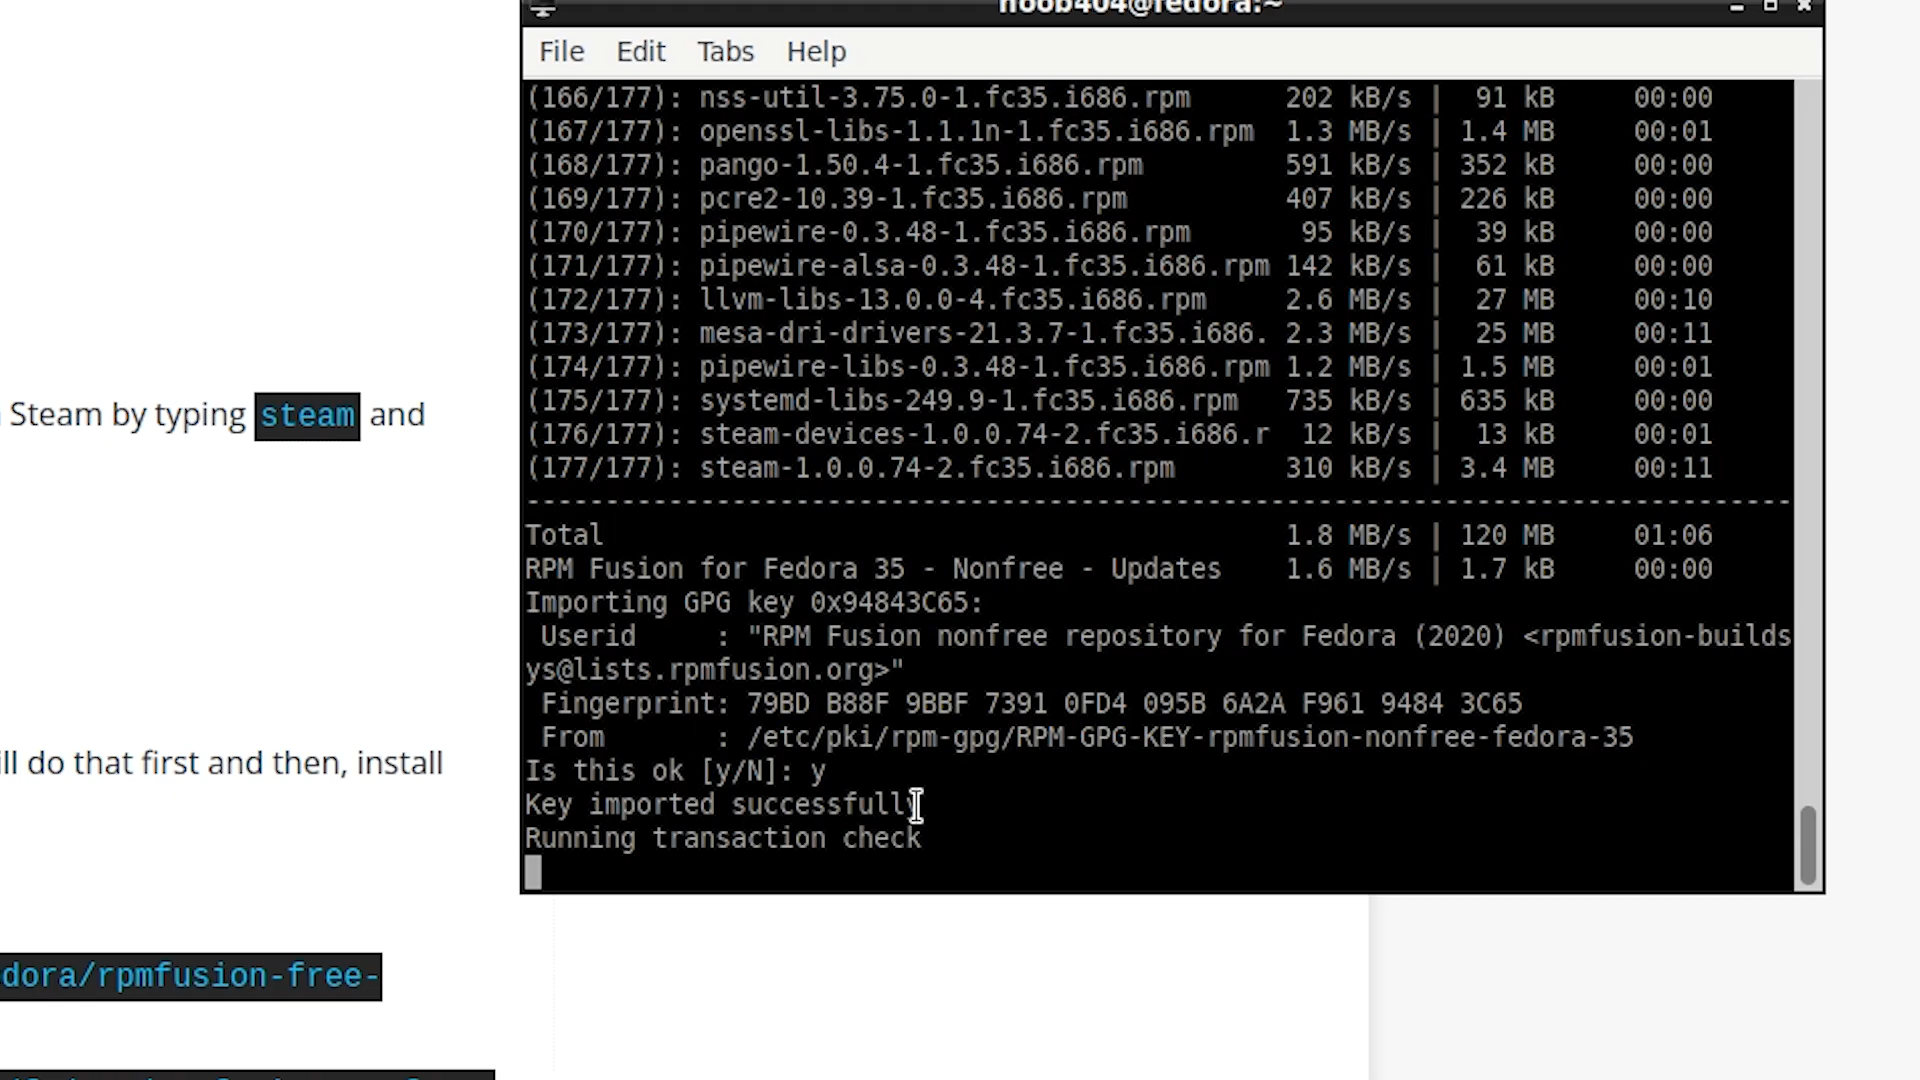 noob404@fedora:~
File Edit Tabs Help
(166/177): nss-util-3.75.0-1.fc35.i686.rpm 202 kB/s | 91 kB 00:00
(167/177): openssl-libs-1.1.1n-1.fc35.i686.rpm 1.3 MB/s | 1.4 MB 00:01
(168/177): pango-1.50.4-1.fc35.i686.rpm 591 kB/s | 352 kB 00:00
(169/177): pcre2-10.39-1.fc35.i686.rpm 407 kB/s | 226 kB 00:00
(170/177): pipewire-0.3.48-1.fc35.i686.rpm 95 kB/s | 39 kB 00:00
(171/177): pipewire-alsa-0.3.48-1.fc35.i686.rpm 142 kB/s | 61 kB 00:00
(172/177): llvm-libs-13.0.0-4.fc35.i686.rpm 2.6 MB/s | 27 MB 00:10
(173/177): mesa-dri-drivers-21.3.7-1.fc35.i686. 2.3 MB/s | 25 MB 00:11
(174/177): pipewire-libs-0.3.48-1.fc35.i686.rpm 1.2 MB/s | 1.5 MB 00:01
(175/177): systemd-libs-249.9-1.fc35.i686.rpm 735 kB/s | 635 kB 00:00
(176/177): steam-devices-1.0.0.74-2.fc35.i686.r 12 kB/s | 13 kB 00:01
(177/177): steam-1.0.0.74-2.fc35.i686.rpm 310 kB/s | 3.4 MB 00:11
--------------------------------------------------------------------------------
Total 1.8 MB/s | 120 MB 01:06
RPM Fusion for Fedora 35 - Nonfree - Updates 1.6 MB/s | 1.7 kB 00:00
Importing GPG key 0x94843C65:
Userid : "RPM Fusion nonfree repository for Fedora (2020) <rpmfusion-builds
ys@lists.rpmfusion.org>"
Fingerprint: 79BD B88F 9BBF 7391 0FD4 095B 6A2A F961 9484 3C65
From : /etc/pki/rpm-gpg/RPM-GPG-KEY-rpmfusion-nonfree-fedora-35
Is this ok [y/N]: y
Key imported successfully
Running transaction check
Steam by typing steam and
ll do that first and then, install
dora/rpmfusion-free-